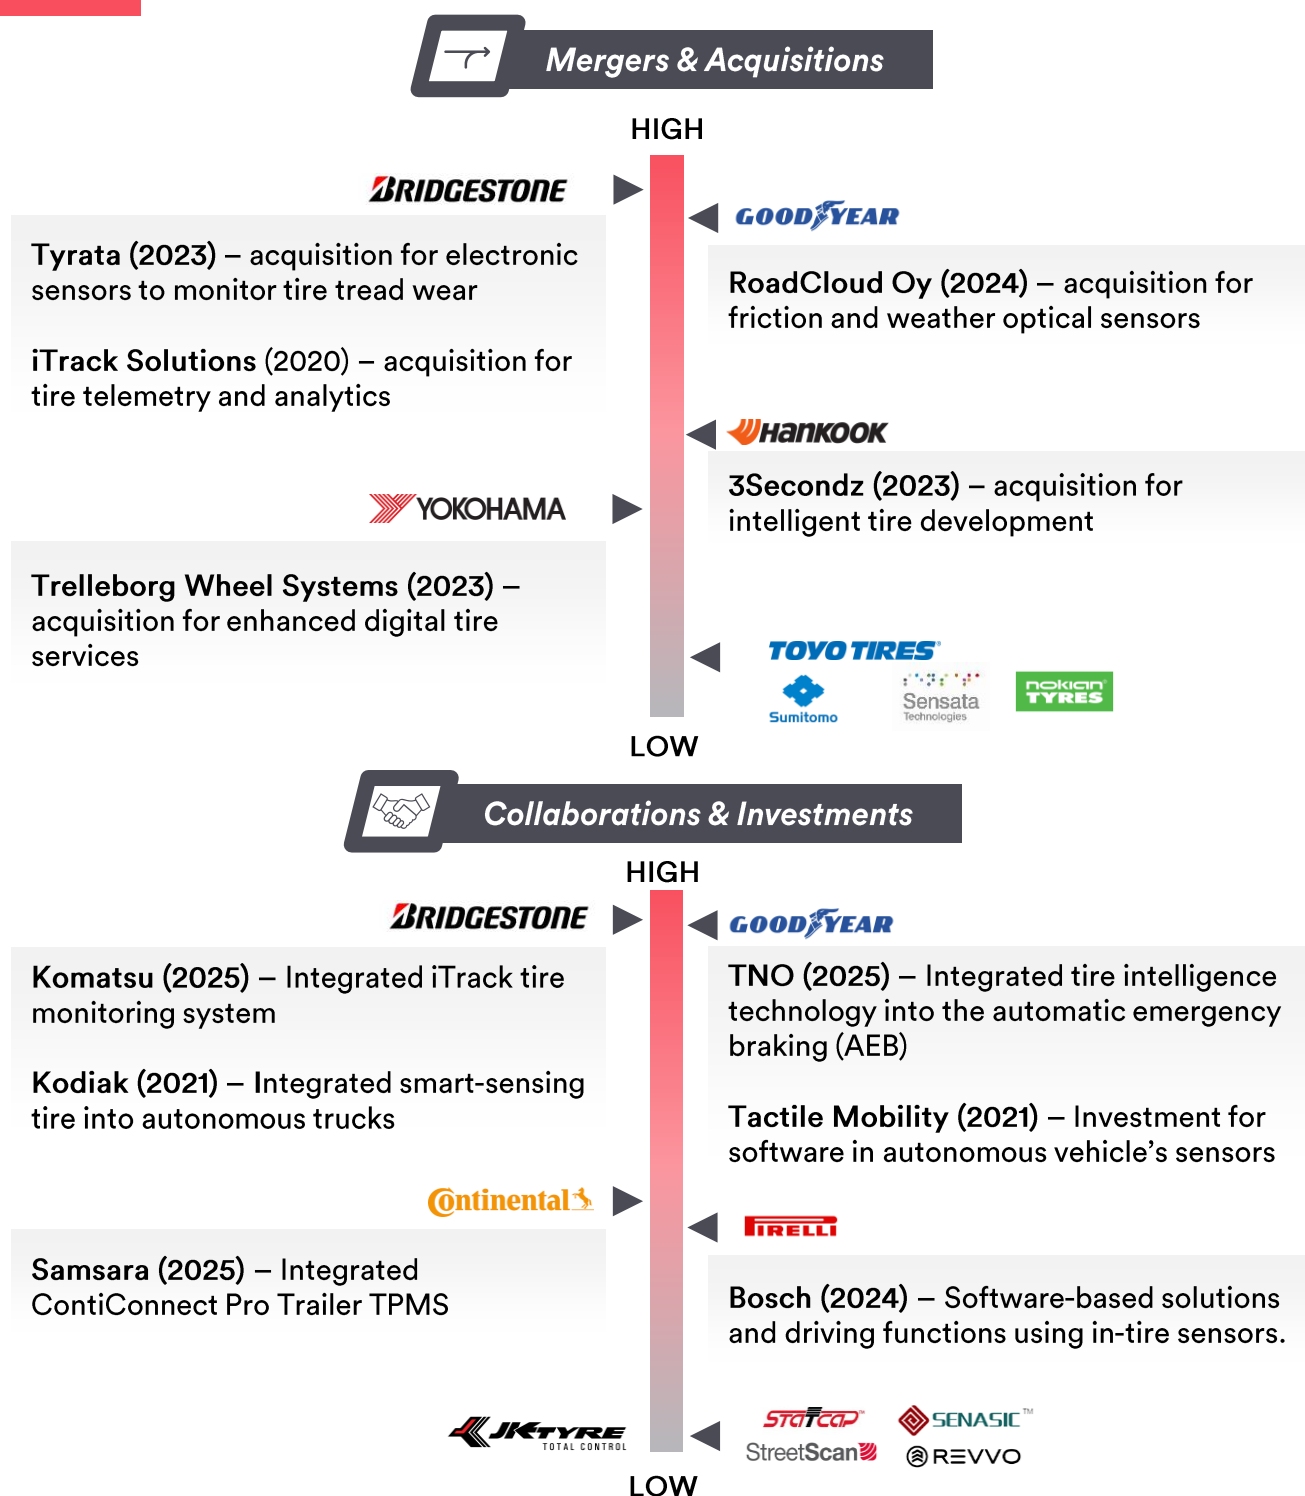 Mergers & Acquisitions
HIGH
BRIDGESTONE
Tyrata (2023) – acquisition for electronic
sensors to monitor tire tread wear
iTrack Solutions (2020) – acquisition for
tire telemetry and analytics
GOODYEAR
RoadCloud Oy (2024) – acquisition for
friction and weather optical sensors
HANKOOK
3Secondz (2023) – acquisition for
intelligent tire development
YOKOHAMA
Trelleborg Wheel Systems (2023) –
acquisition for enhanced digital tire
services
TOYO TIRES
Sumitomo
Sensata
Technologies
nokian
TYRES
LOW
Collaborations & Investments
HIGH
BRIDGESTONE
Komatsu (2025) – Integrated iTrack tire
monitoring system
Kodiak (2021) – Integrated smart-sensing
tire into autonomous trucks
GOODYEAR
TNO (2025) – Integrated tire intelligence
technology into the automatic emergency
braking (AEB)
Tactile Mobility (2021) – Investment for
software in autonomous vehicle’s sensors
Continental
Samsara (2025) – Integrated
ContiConnect Pro Trailer TPMS
PIRELLI
Bosch (2024) – Software-based solutions
and driving functions using in-tire sensors.
JK TYRE
TOTAL CONTROL
STATCAP™
SENASIC™
StreetScan
REVVO
LOW